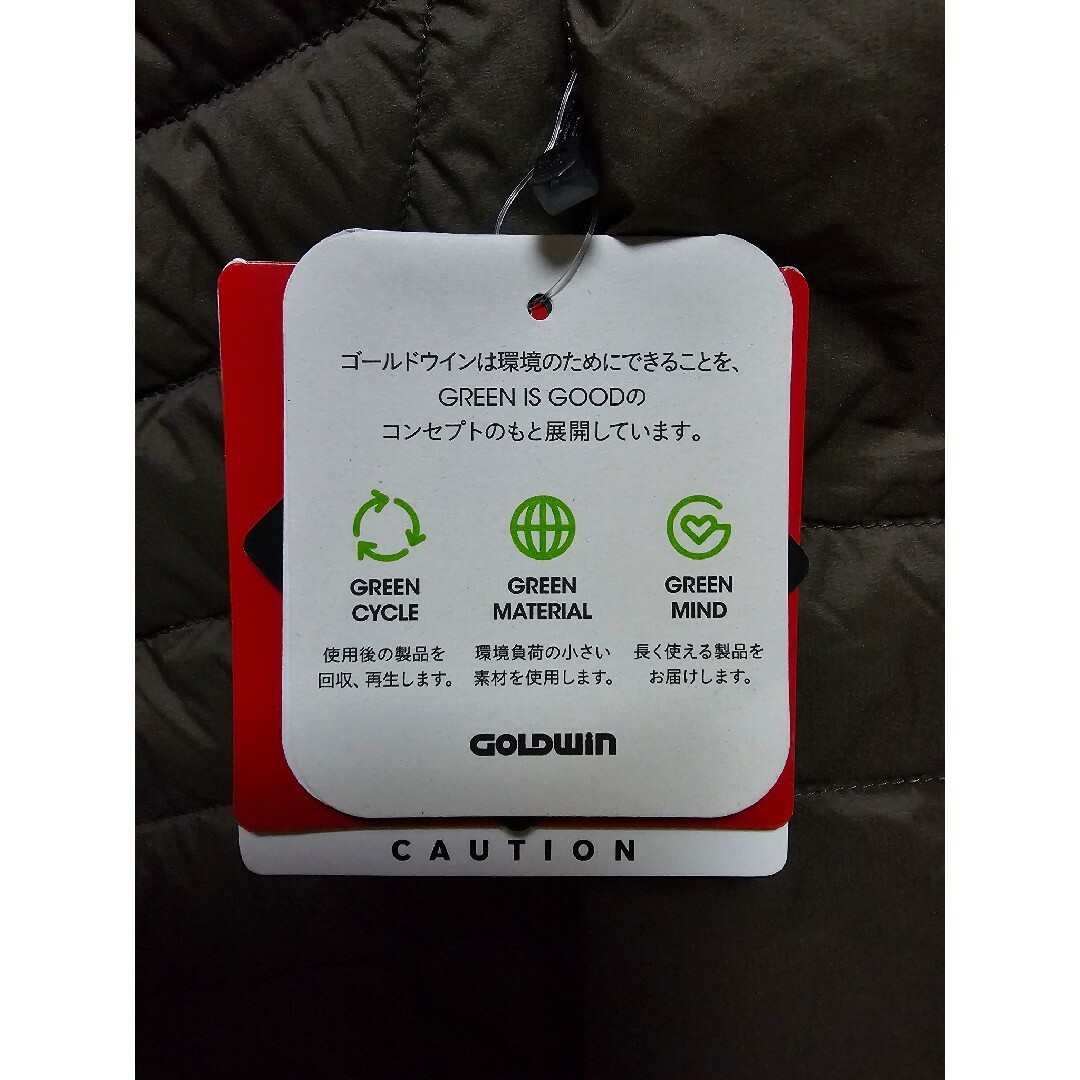 ゴールドウインは環境のためにできることを、
GREEN IS GOODの
コンセプトのもと展開しています。
GREEN
CYCLE
使用後の製品を
回収、再生します。
GREEN
MATERIAL
環境負荷の小さい
素材を使用します。
GREEN
MIND
長く使える製品を
お届けします。
GOLDWIN
CAUTION